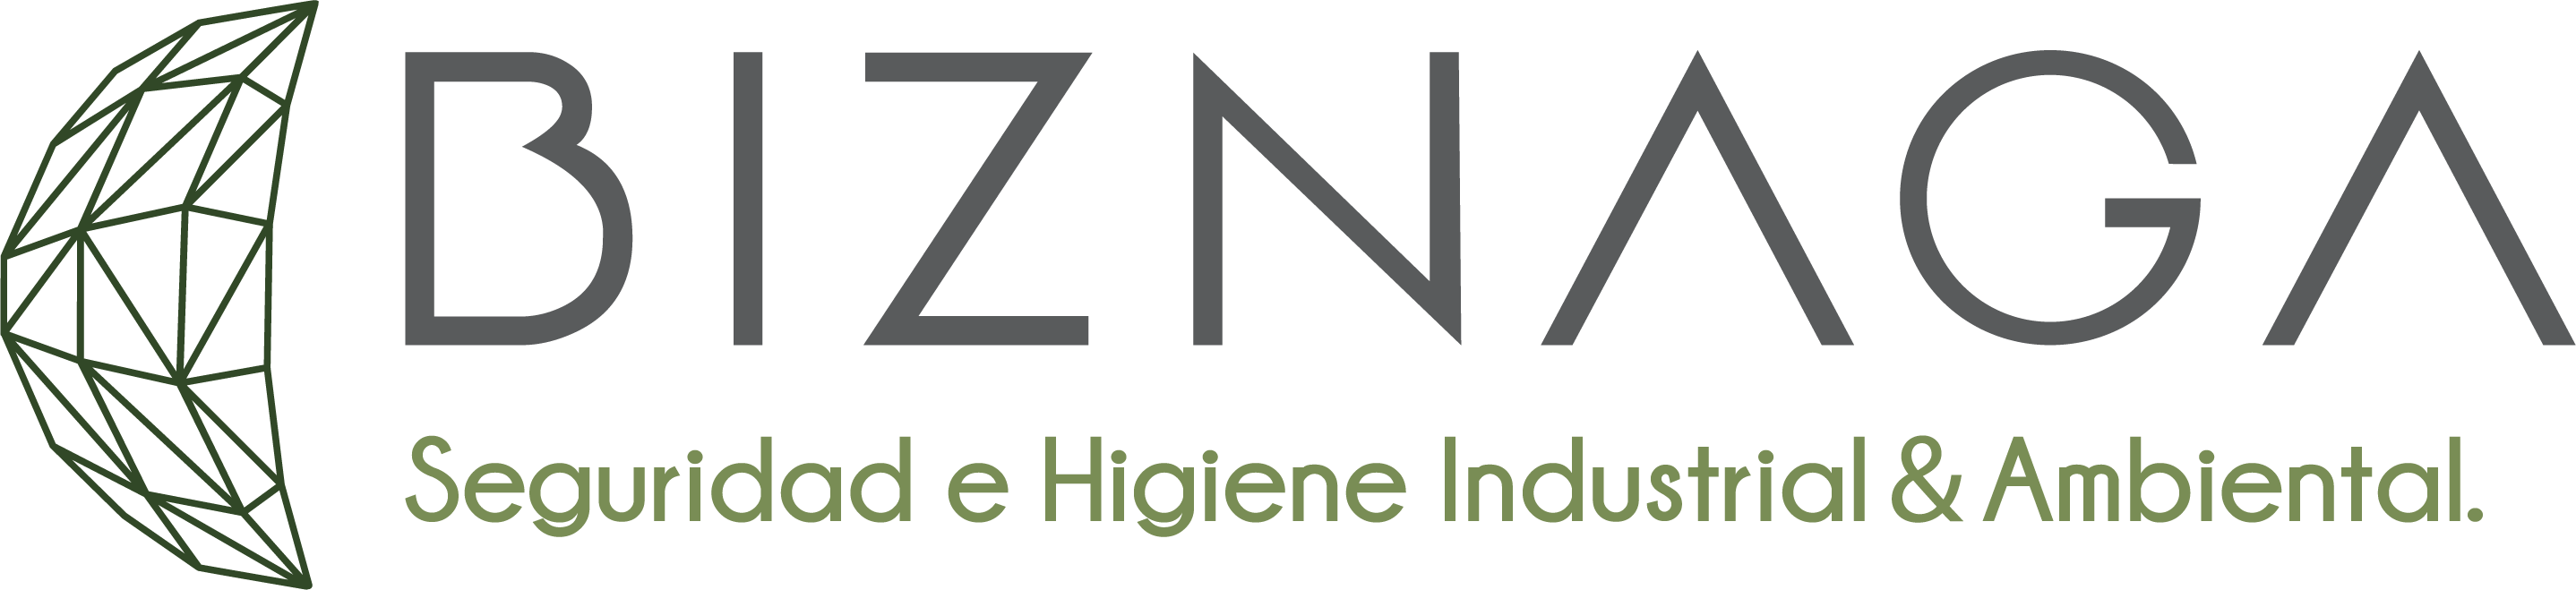 BIZNAGA
Seguridad e Higiene Industrial & Ambiental.